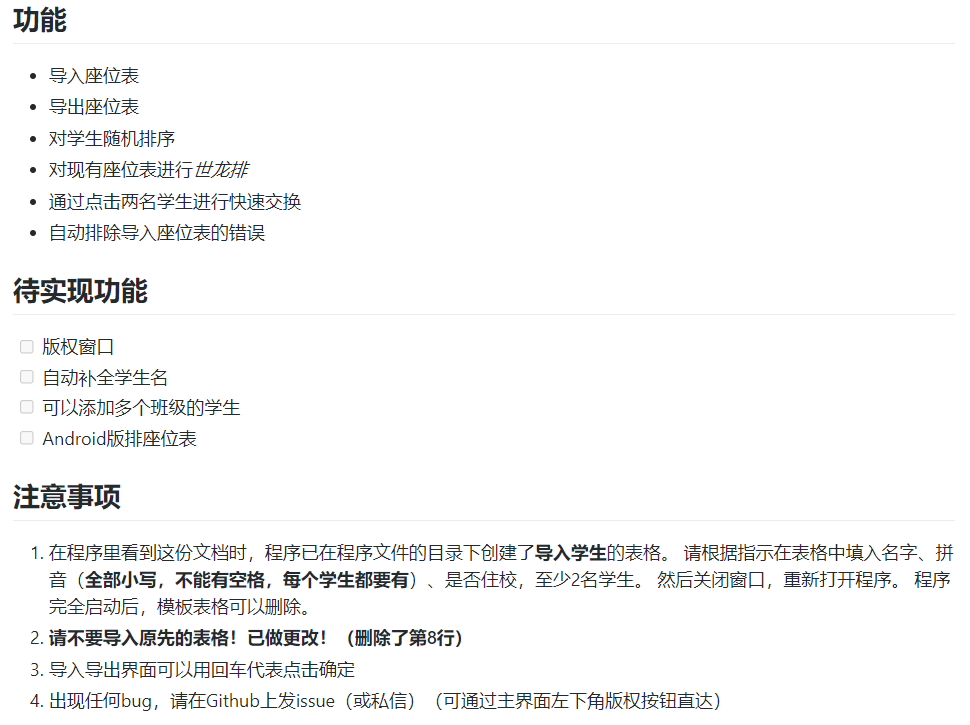 功能
导入座位表
导出座位表
对学生随机排序
对现有座位表进行世龙排
通过点击两名学生进行快速交换
自动排除导入座位表的错误
待实现功能
版权窗口
自动补全学生名
可以添加多个班级的学生
Android版排座位表
注意事项
1. 在程序里看到这份文档时，程序已在程序文件的目录下创建了导入学生的表格。 请根据指示在表格中填入名字、拼
音（全部小写，不能有空格，每个学生都要有）、是否住校，至少2名学生。 然后关闭窗口，重新打开程序。 程序
完全启动后，模板表格可以删除。
2. 请不要导入原先的表格！已做更改！（删除了第8行）
3. 导入导出界面可以用回车代表点击确定
4. 出现任何bug，请在Github上发issue（或私信）（可通过主界面左下角版权按钮直达）